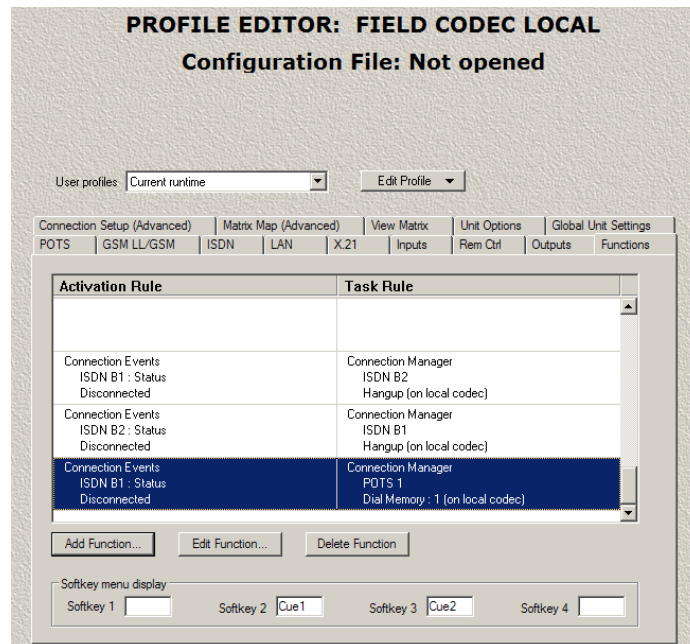 PROFILE EDITOR: FIELD CODEC LOCAL
Configuration File: Not opened
User profiles Current runtime Edit Profile
Connection Setup (Advanced) Matrix Map (Advanced) View Matrix Unit Options Global Unit Settings
POTS GSM LL/GSM ISDN LAN X.21 Inputs Rem Ctrl Outputs Functions
Activation Rule Task Rule
Connection Events Connection Manager
ISDN B1 : Status ISDN B2
Disconnected Hangup (on local codec)
Connection Events Connection Manager
ISDN B2 : Status ISDN B1
Disconnected Hangup (on local codec)
Connection Events Connection Manager
ISDN B1 : Status POTS 1
Disconnected Dial Memory : 1 (on local codec)
Add Function... Edit Function... Delete Function
Softkey menu display
Softkey 1 Softkey 2 Cue1 Softkey 3 Cue2 Softkey 4